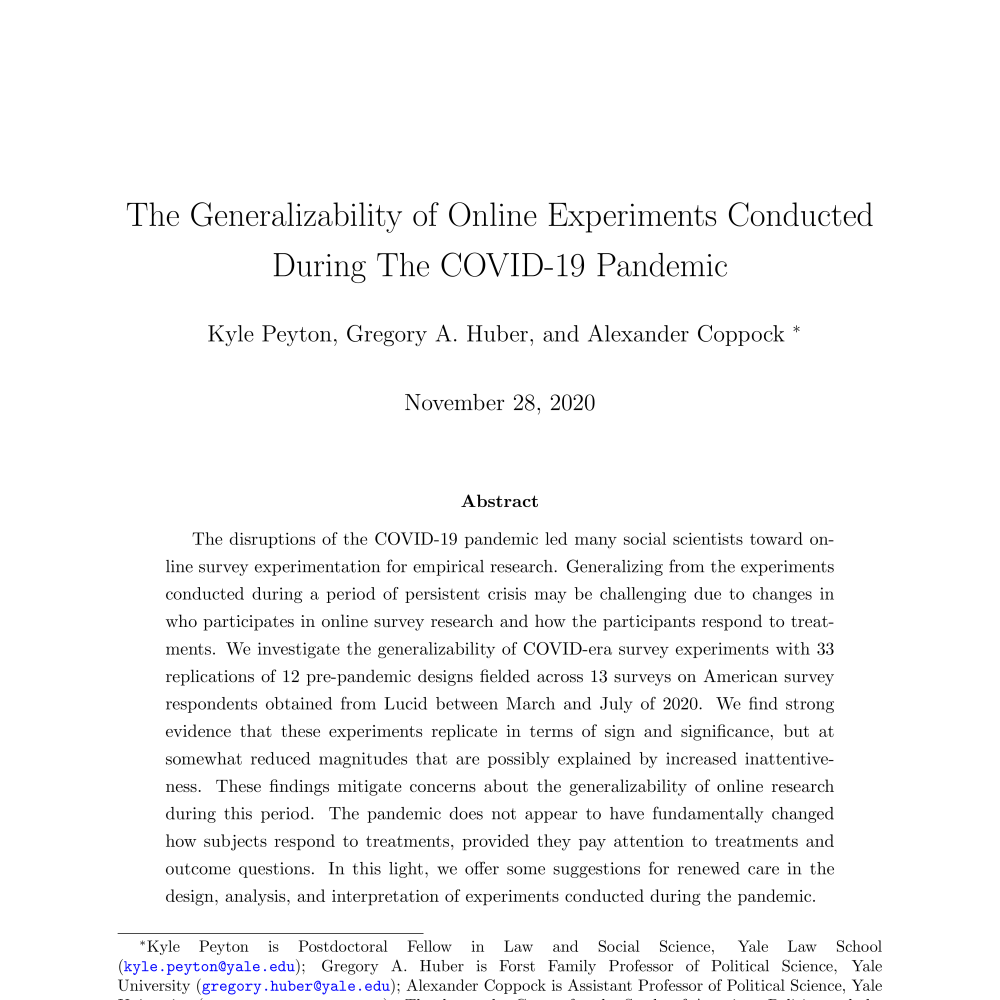 The Generalizability of Online Experiments Conducted
During The COVID-19 Pandemic
Kyle Peyton, Gregory A. Huber, and Alexander Coppock *
November 28, 2020
Abstract
The disruptions of the COVID-19 pandemic led many social scientists toward on-
line survey experimentation for empirical research. Generalizing from the experiments
conducted during a period of persistent crisis may be challenging due to changes in
who participates in online survey research and how the participants respond to treat-
ments. We investigate the generalizability of COVID-era survey experiments with 33
replications of 12 pre-pandemic designs fielded across 13 surveys on American survey
respondents obtained from Lucid between March and July of 2020. We find strong
evidence that these experiments replicate in terms of sign and significance, but at
somewhat reduced magnitudes that are possibly explained by increased inattentive-
ness. These findings mitigate concerns about the generalizability of online research
during this period. The pandemic does not appear to have fundamentally changed
how subjects respond to treatments, provided they pay attention to treatments and
outcome questions. In this light, we offer some suggestions for renewed care in the
design, analysis, and interpretation of experiments conducted during the pandemic.
*Kyle Peyton is Postdoctoral Fellow in Law and Social Science, Yale Law School
(kyle.peyton@yale.edu); Gregory A. Huber is Forst Family Professor of Political Science, Yale
University (gregory.huber@yale.edu); Alexander Coppock is Assistant Professor of Political Science, Yale